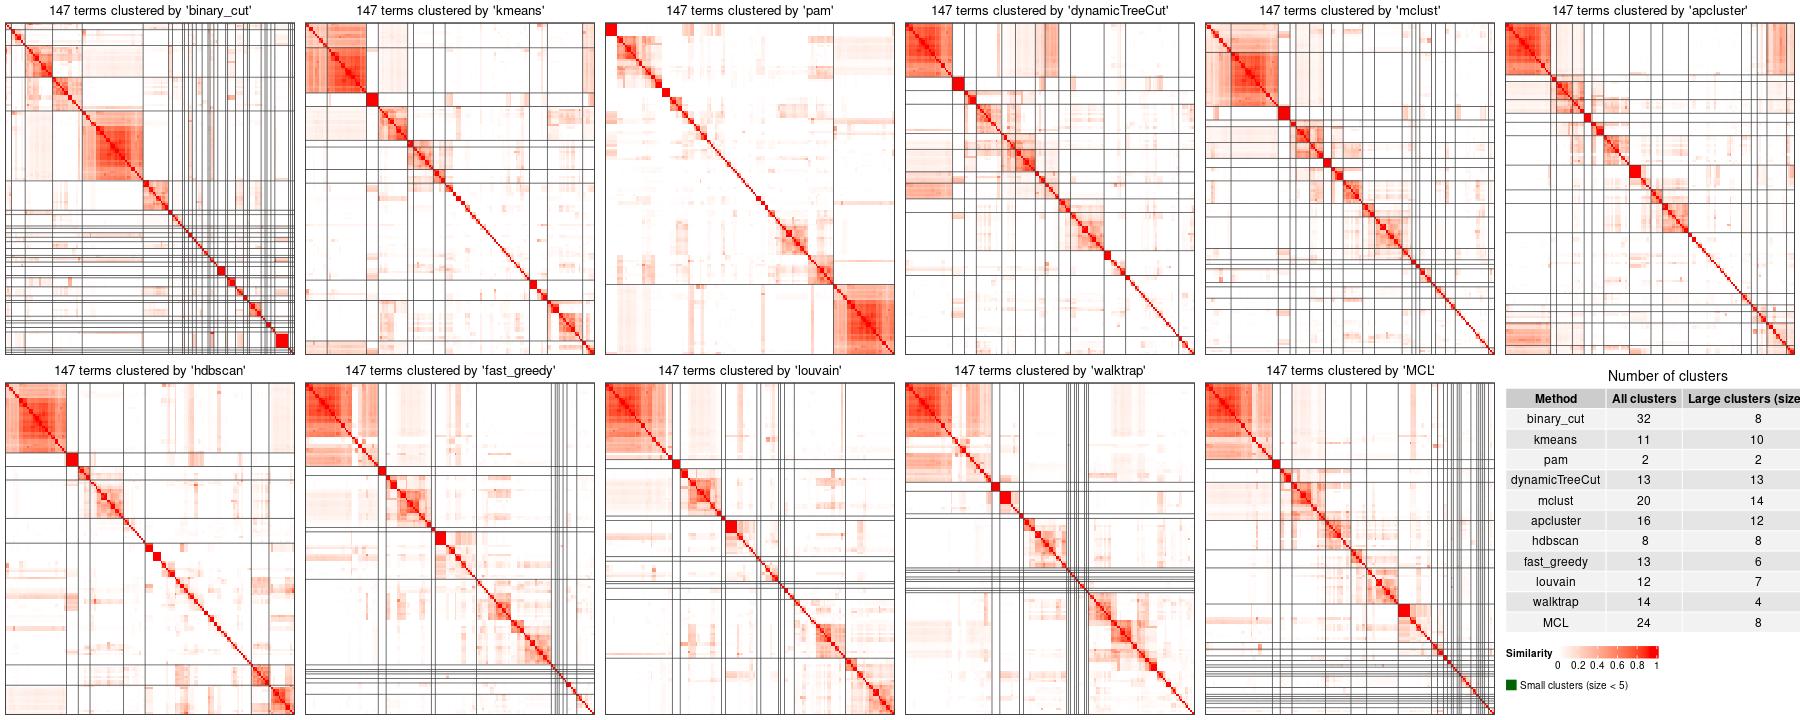 147 terms clustered by 'binary_cut'
147 terms clustered by 'kmeans'
147 terms clustered by 'pam'
147 terms clustered by 'dynamicTreeCut'
147 terms clustered by 'mclust'
147 terms clustered by 'apcluster'
147 terms clustered by 'hdbscan'
147 terms clustered by 'fast_greedy'
147 terms clustered by 'louvain'
147 terms clustered by 'walktrap'
147 terms clustered by 'MCL'
Number of clusters
Method All clusters Large clusters (size
binary_cut 32 8
kmeans 11 10
pam 2 2
dynamicTreeCut 13 13
mclust 20 14
apcluster 16 12
hdbscan 8 8
fast_greedy 13 6
louvain 12 7
walktrap 14 4
MCL 24 8
Similarity
0 0.2 0.4 0.6 0.8 1
Small clusters (size < 5)